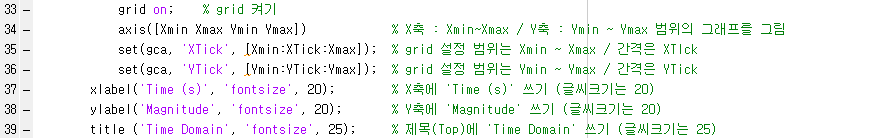 33 – grid on; % grid 켜기
34 – axis([Xmin Xmax Ymin Ymax]) % X축 : Xmin~Xmax / Y축 : Ymin ~ Ymax 범위의 그래프를 그림
35 – set(gca, 'XTick', [Xmin:XTick:Xmax]); % grid 설정 범위는 Xmin ~ Xmax / 간격은 XTick
36 – set(gca, 'YTick', [Ymin:YTick:Ymax]); % grid 설정 범위는 Ymin ~ Ymax / 간격은 YTick
37 – xlabel('Time (s)', 'fontsize', 20); % X축에 'Time (s)' 쓰기 (글씨크기는 20)
38 – ylabel('Magnitude', 'fontsize', 20); % Y축에 'Magnitude' 쓰기 (글씨크기는 20)
39 – title ('Time Domain', 'fontsize', 25); % 제목(Top)에 'Time Domain' 쓰기 (글씨크기는 25)